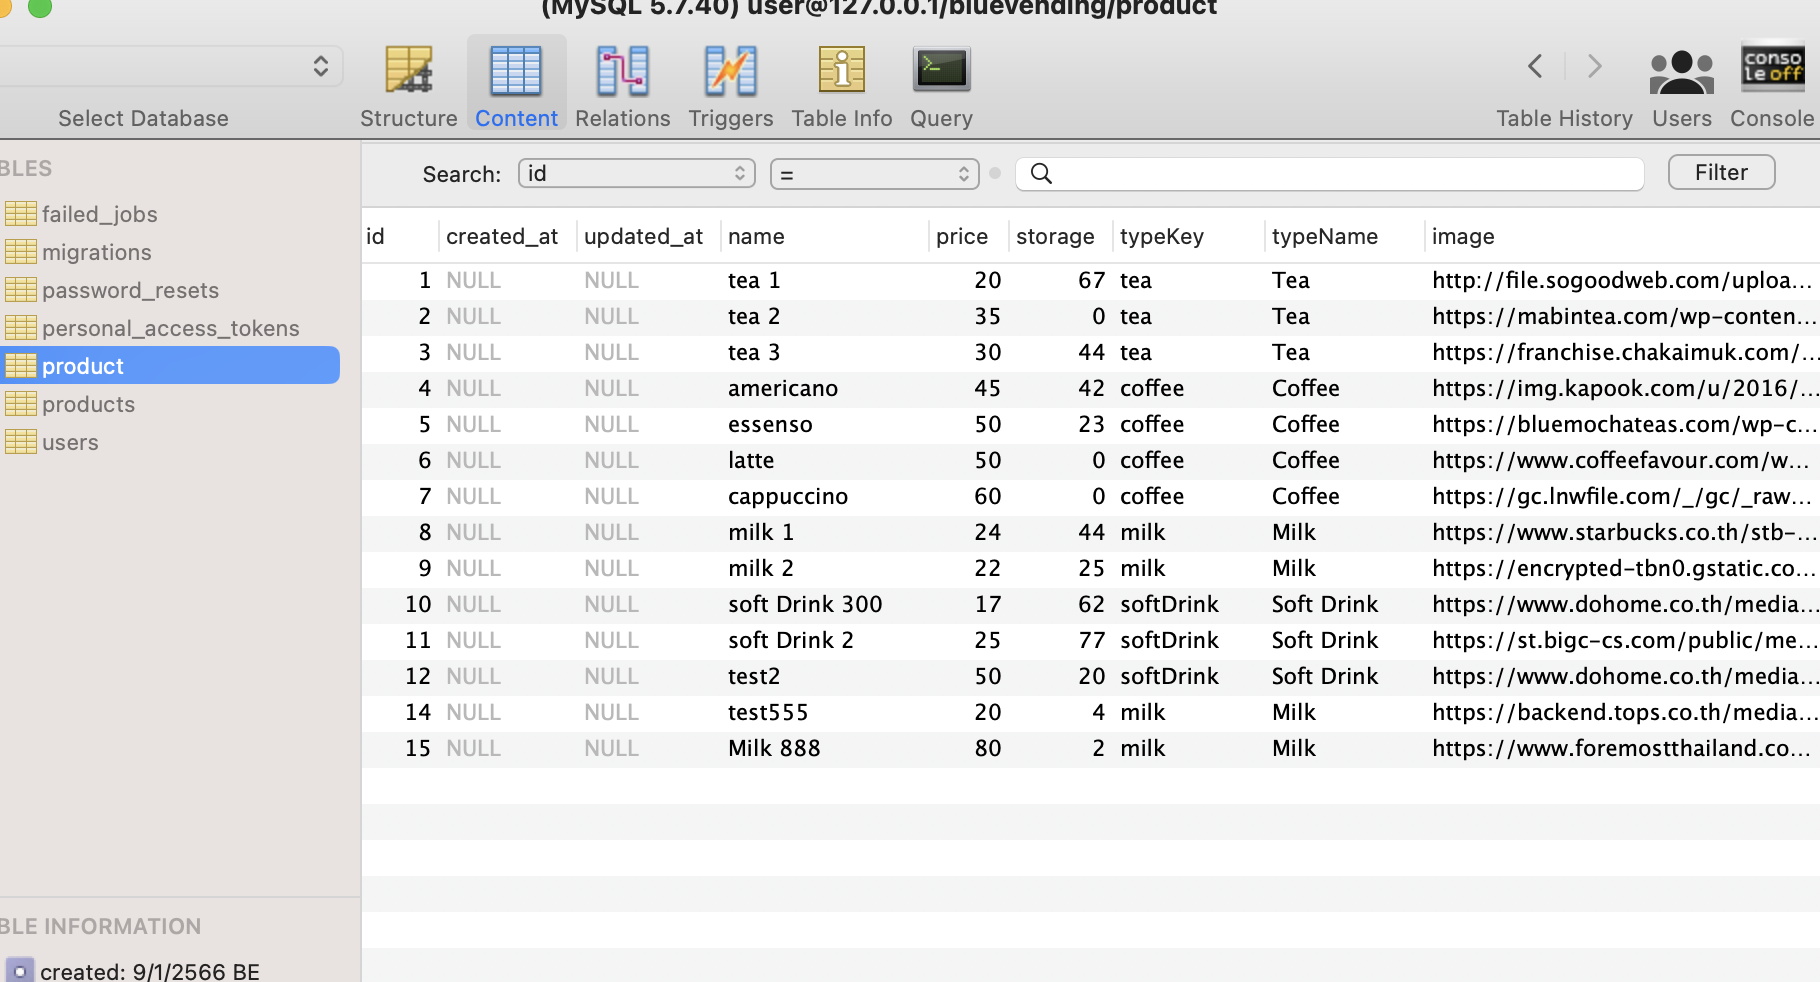 (MySQL 5.7.40) user@127.0.0.1/bluevending/product
Select Database
Structure Content Relations Triggers Table Info Query Table History Users Console
conso
le off
BLES
failed_jobs
migrations
password_resets
personal_access_tokens
product
products
users
Search: id = Filter
id created_at updated_at name price storage typeKey typeName image
1 NULL NULL tea 1 20 67 tea Tea http://file.sogoodweb.com/uploa...
2 NULL NULL tea 2 35 0 tea Tea https://mabintea.com/wp-conten...
3 NULL NULL tea 3 30 44 tea Tea https://franchise.chakaimuk.com/...
4 NULL NULL americano 45 42 coffee Coffee https://img.kapook.com/u/2016/...
5 NULL NULL essenso 50 23 coffee Coffee https://bluemochateas.com/wp-c...
6 NULL NULL latte 50 0 coffee Coffee https://www.coffeefavour.com/w...
7 NULL NULL cappuccino 60 0 coffee Coffee https://gc.lnwfile.com/_/gc/_raw...
8 NULL NULL milk 1 24 44 milk Milk https://www.starbucks.co.th/stb-...
9 NULL NULL milk 2 22 25 milk Milk https://encrypted-tbn0.gstatic.co...
10 NULL NULL soft Drink 300 17 62 softDrink Soft Drink https://www.dohome.co.th/media...
11 NULL NULL soft Drink 2 25 77 softDrink Soft Drink https://st.bigc-cs.com/public/me...
12 NULL NULL test2 50 20 softDrink Soft Drink https://www.dohome.co.th/media...
14 NULL NULL test555 20 4 milk Milk https://backend.tops.co.th/media...
15 NULL NULL Milk 888 80 2 milk Milk https://www.foremostthailand.co...
BLE INFORMATION
created: 9/1/2566 BE